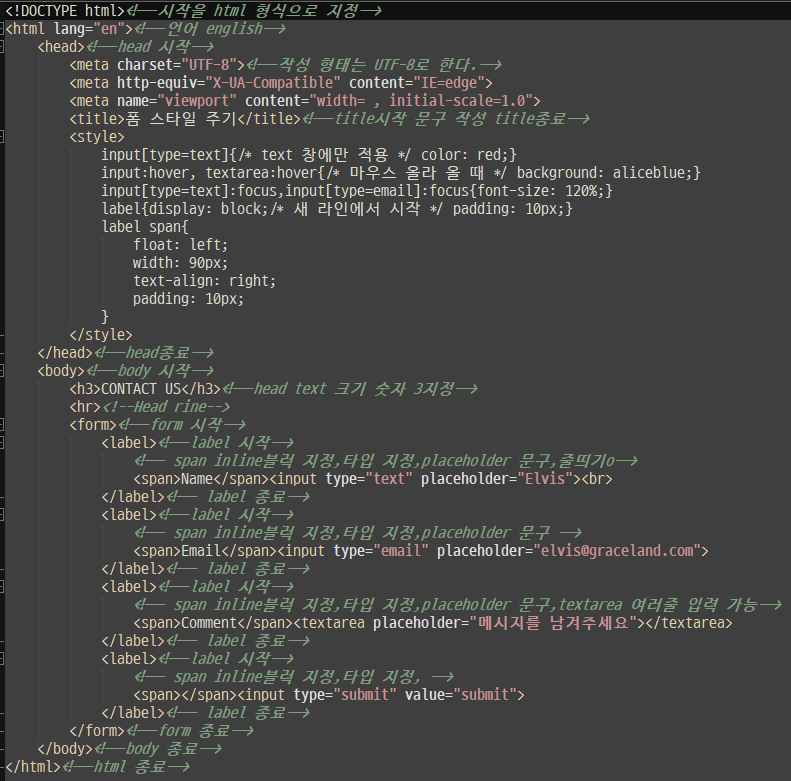 <!DOCTYPE html><!--시작을 html 형식으로 지정-->
<html lang="en"><!--언어 english-->
<head><!--head 시작-->
<meta charset="UTF-8"><!--작성 형태는 UTF-8로 한다.-->
<meta http-equiv="X-UA-Compatible" content="IE=edge">
<meta name="viewport" content="width= , initial-scale=1.0">
<title>폼 스타일 주기</title><!--title시작 문구 작성 title종료-->
<style>
input[type=text]{/* text 창에만 적용 */ color: red;}
input:hover, textarea:hover{/* 마우스 올라 올 때 */ background: aliceblue;}
input[type=text]:focus,input[type=email]:focus{font-size: 120%;}
label{display: block;/* 새 라인에서 시작 */ padding: 10px;}
label span{
float: left;
width: 90px;
text-align: right;
padding: 10px;
}
</style>
</head><!--head종료-->
<body><!--body 시작-->
<h3>CONTACT US</h3><!--head text 크기 숫자 3지정-->
<hr><!--Head rine-->
<form><!--form 시작-->
<label><!--label 시작-->
<!-- span inline블럭 지정,타입 지정,placeholder 문구,줄띄기o-->
<span>Name</span><input type="text" placeholder="Elvis"><br>
</label><!-- label 종료-->
<label><!--label 시작-->
<!-- span inline블럭 지정,타입 지정,placeholder 문구 -->
<span>Email</span><input type="email" placeholder="elvis@graceland.com">
</label><!-- label 종료-->
<label><!--label 시작-->
<!-- span inline블럭 지정,타입 지정,placeholder 문구,textarea 여러줄 입력 가능-->
<span>Comment</span><textarea placeholder="메시지를 남겨주세요"></textarea>
</label><!-- label 종료-->
<label><!--label 시작-->
<!-- span inline블럭 지정,타입 지정, -->
<span></span><input type="submit" value="submit">
</label><!-- label 종료-->
</form><!--form 종료-->
</body><!--body 종료-->
</html><!--html 종료-->